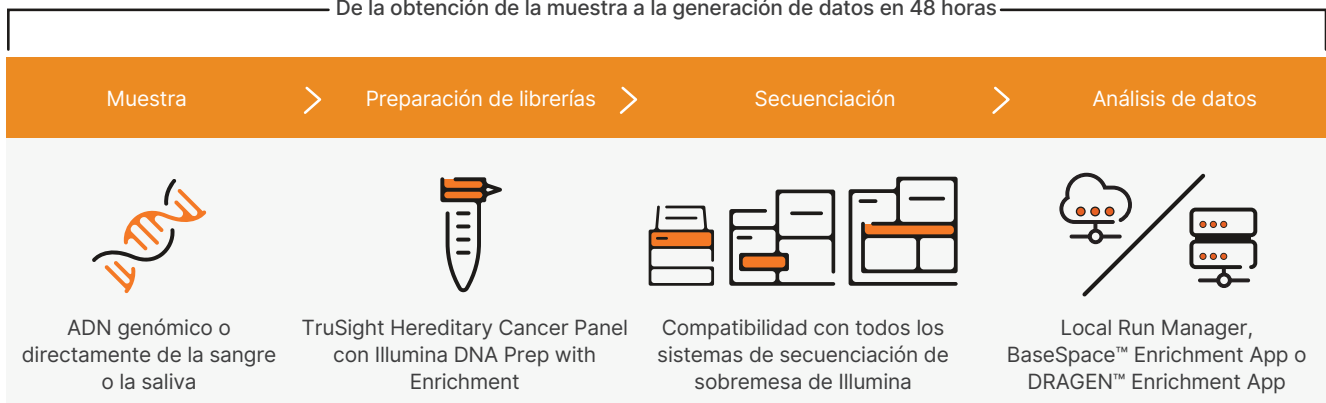 De la obtención de la muestra a la generación de datos en 48 horas
Muestra
Preparación de librerías
Secuenciación
Análisis de datos
ADN genómico o
directamente de la sangre
o la saliva
TruSight Hereditary Cancer Panel
con Illumina DNA Prep with
Enrichment
Compatibilidad con todos los
sistemas de secuenciación de
sobremesa de Illumina
Local Run Manager,
BaseSpace™ Enrichment App o
DRAGEN™ Enrichment App